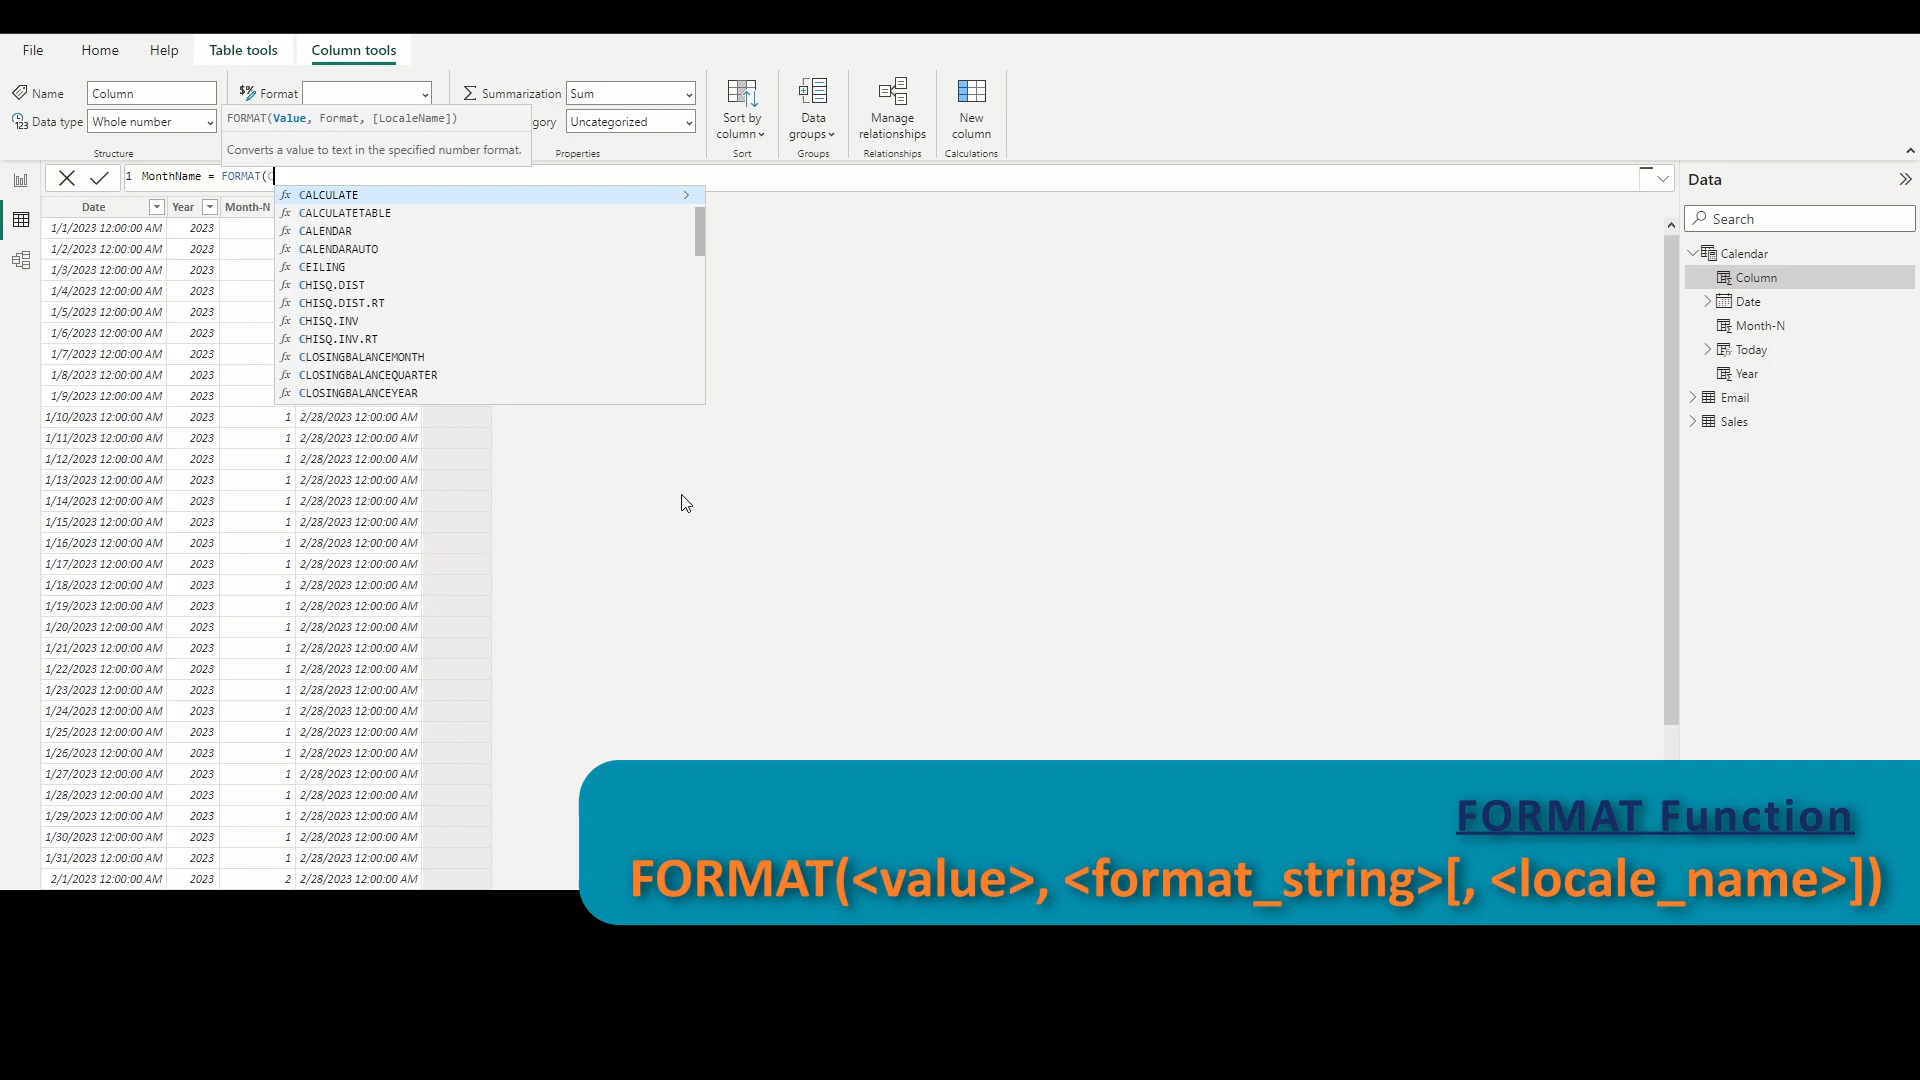 File Home Help Table tools Column tools
Name Column $% Format Summarization Sum
Data type Whole number FORMAT(Value, Format, [LocaleName]) gory Uncategorized
Converts a value to text in the specified number format.
Sort by column Data groups Manage relationships New column
Structure Properties Sort Groups Relationships Calculations
1 MonthName = FORMAT(C
Date Year Month-N
CALCULATE
CALCULATETABLE
CALENDAR
CALENDARAUTO
CEILING
CHISQ.DIST
CHISQ.DIST.RT
CHISQ.INV
CHISQ.INV.RT
CLOSINGBALANCEMONTH
CLOSINGBALANCEQUARTER
CLOSINGBALANCEYEAR
1/1/2023 12:00:00 AM 2023
1/2/2023 12:00:00 AM 2023
1/3/2023 12:00:00 AM 2023
1/4/2023 12:00:00 AM 2023
1/5/2023 12:00:00 AM 2023
1/6/2023 12:00:00 AM 2023
1/7/2023 12:00:00 AM 2023
1/8/2023 12:00:00 AM 2023
1/9/2023 12:00:00 AM 2023
1/10/2023 12:00:00 AM 2023 1 2/28/2023 12:00:00 AM
1/11/2023 12:00:00 AM 2023 1 2/28/2023 12:00:00 AM
1/12/2023 12:00:00 AM 2023 1 2/28/2023 12:00:00 AM
1/13/2023 12:00:00 AM 2023 1 2/28/2023 12:00:00 AM
1/14/2023 12:00:00 AM 2023 1 2/28/2023 12:00:00 AM
1/15/2023 12:00:00 AM 2023 1 2/28/2023 12:00:00 AM
1/16/2023 12:00:00 AM 2023 1 2/28/2023 12:00:00 AM
1/17/2023 12:00:00 AM 2023 1 2/28/2023 12:00:00 AM
1/18/2023 12:00:00 AM 2023 1 2/28/2023 12:00:00 AM
1/19/2023 12:00:00 AM 2023 1 2/28/2023 12:00:00 AM
1/20/2023 12:00:00 AM 2023 1 2/28/2023 12:00:00 AM
1/21/2023 12:00:00 AM 2023 1 2/28/2023 12:00:00 AM
1/22/2023 12:00:00 AM 2023 1 2/28/2023 12:00:00 AM
1/23/2023 12:00:00 AM 2023 1 2/28/2023 12:00:00 AM
1/24/2023 12:00:00 AM 2023 1 2/28/2023 12:00:00 AM
1/25/2023 12:00:00 AM 2023 1 2/28/2023 12:00:00 AM
1/26/2023 12:00:00 AM 2023 1 2/28/2023 12:00:00 AM
1/27/2023 12:00:00 AM 2023 1 2/28/2023 12:00:00 AM
1/28/2023 12:00:00 AM 2023 1 2/28/2023 12:00:00 AM
1/29/2023 12:00:00 AM 2023 1 2/28/2023 12:00:00 AM
1/30/2023 12:00:00 AM 2023 1 2/28/2023 12:00:00 AM
1/31/2023 12:00:00 AM 2023 1 2/28/2023 12:00:00 AM
2/1/2023 12:00:00 AM 2023 2 2/28/2023 12:00:00 AM
Data
Search
Calendar
Column
Date
Month-N
Today
Year
Email
Sales
FORMAT Function
FORMAT(<value>, <format_string>[, <locale_name>])